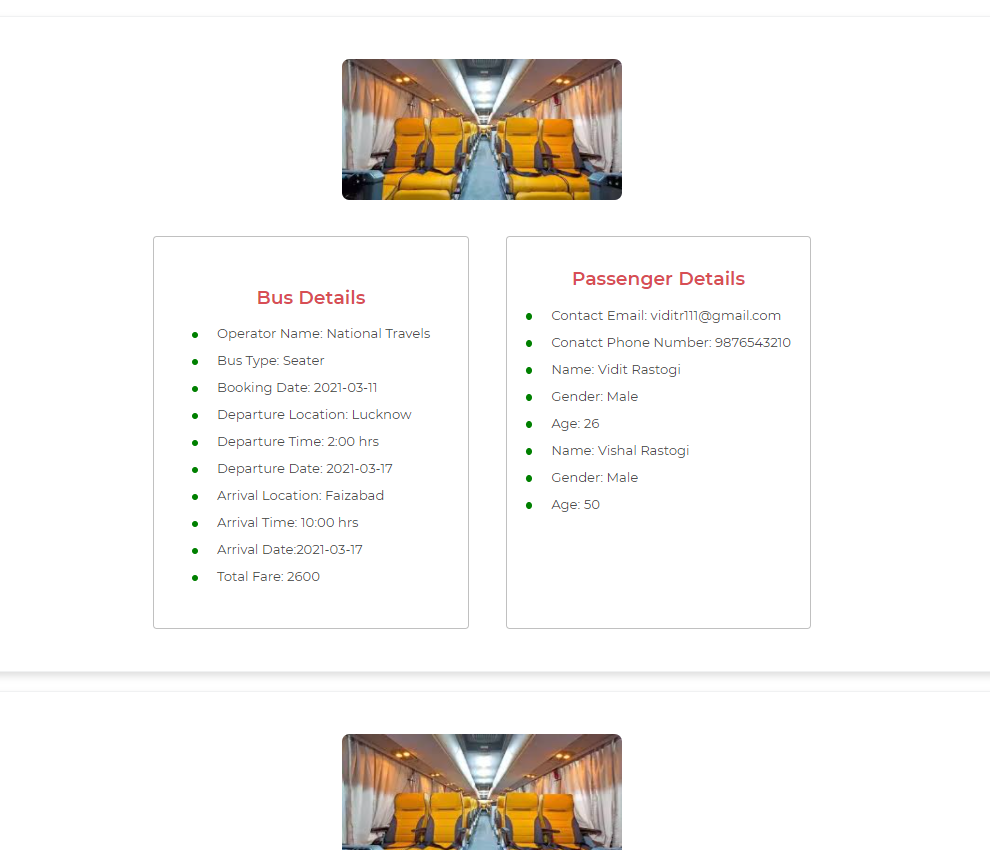 Bus Details
Operator Name: National Travels
Bus Type: Seater
Booking Date: 2021-03-11
Departure Location: Lucknow
Departure Time: 2:00 hrs
Departure Date: 2021-03-17
Arrival Location: Faizabad
Arrival Time: 10:00 hrs
Arrival Date:2021-03-17
Total Fare: 2600
Passenger Details
Contact Email: viditr111@gmail.com
Conatct Phone Number: 9876543210
Name: Vidit Rastogi
Gender: Male
Age: 26
Name: Vishal Rastogi
Gender: Male
Age: 50